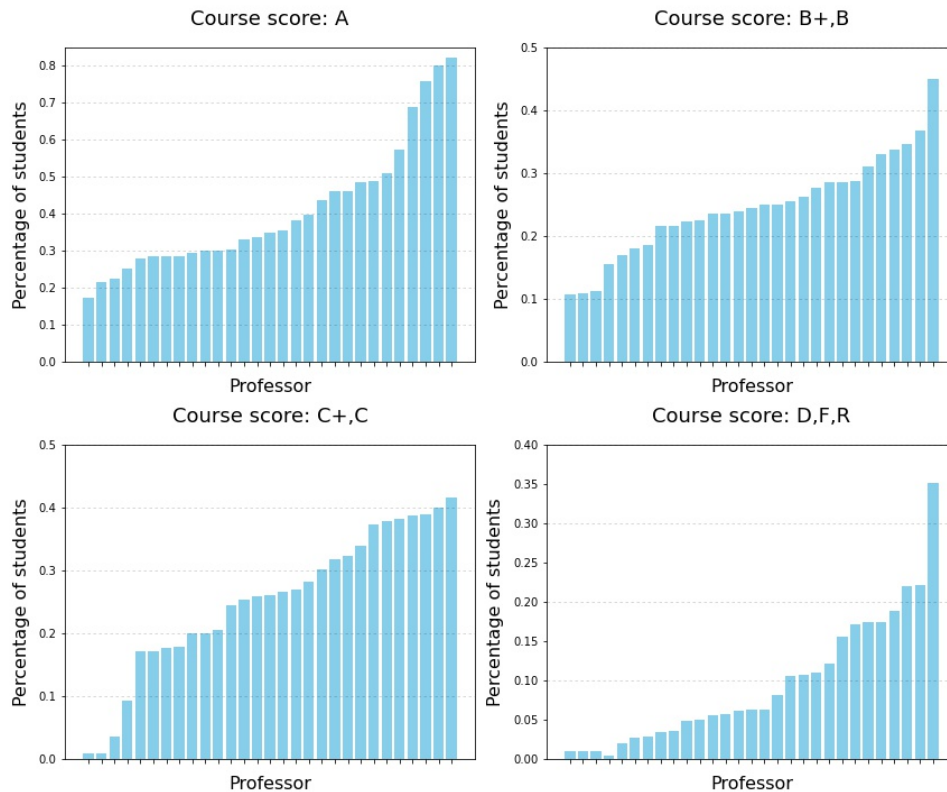 Course score: A
Percentage of students
0.8
0.7
0.6
0.5
0.4
0.3
0.2
0.1
0.0
Professor
Course score: B+,B
Percentage of students
0.5
0.4
0.3
0.2
0.1
0.0
Professor
Course score: C+,C
Percentage of students
0.5
0.4
0.3
0.2
0.1
0.0
Professor
Course score: D,F,R
Percentage of students
0.40
0.35
0.30
0.25
0.20
0.15
0.10
0.05
0.00
Professor